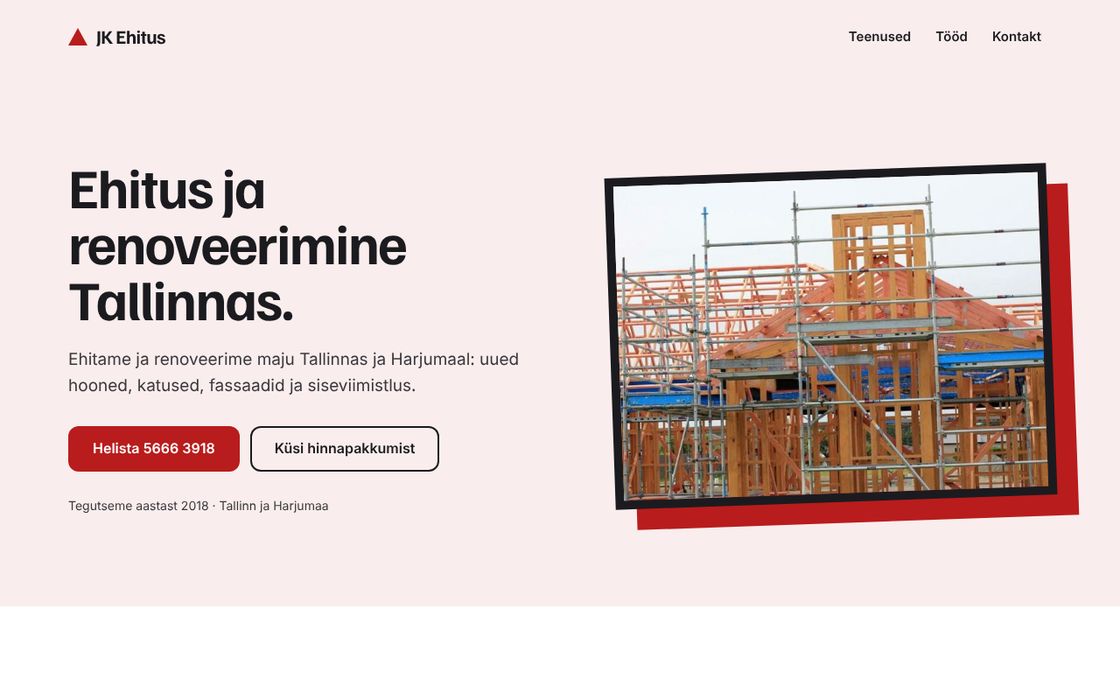 JK Ehitus
Teenused
Tööd
Kontakt
Ehitus ja
renoveerimine
Tallinnas.
Ehitame ja renoveerime maju Tallinnas ja Harjumaal: uued
hooned, katused, fassaadid ja siseviimistlus.
Helista 5666 3918
Küsi hinnapakkumist
Tegutseme aastast 2018 · Tallinn ja Harjumaa